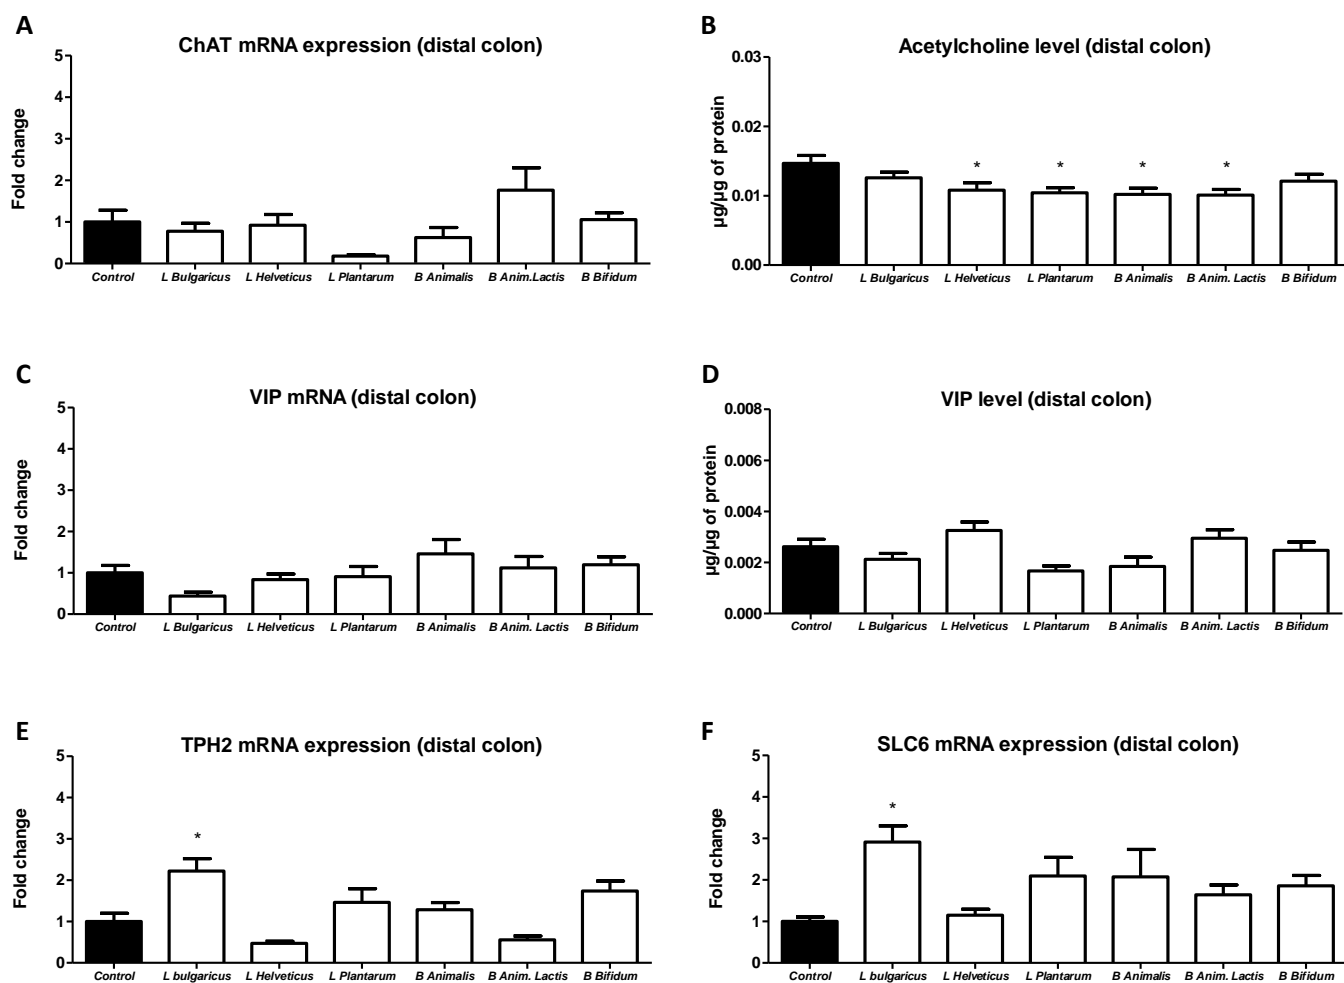 A
ChAT mRNA expression (distal colon)
Fold change
5
4
3
2
1
0
Control L Bulgaricus L Helveticus L Plantarum B Animalis B Anim.Lactis B Bifidum
B
Acetylcholine level (distal colon)
µg/µg of protein
0.03
0.02
0.01
0.00
* * * *
Control L Bulgaricus L Helveticus L Plantarum B Animalis B Anim. Lactis B Bifidum
C
VIP mRNA (distal colon)
Fold change
5
4
3
2
1
0
Control L Bulgaricus L Helveticus L Plantarum B Animalis B Anim. Lactis B Bifidum
D
VIP level (distal colon)
µg/µg of protein
0.008
0.006
0.004
0.002
0.000
Control L Bulgaricus L Helveticus L Plantarum B Animalis B Anim. Lactis B Bifidum
E
TPH2 mRNA expression (distal colon)
Fold change
5
4
3
2
1
0
*
Control L bulgaricus L Helveticus L Plantarum B Animalis B Anim. Lactis B Bifidum
F
SLC6 mRNA expression (distal colon)
Fold change
5
4
3
2
1
0
*
Control L bulgaricus L Helveticus L Plantarum B Animalis B Anim. Lactis B Bifidum